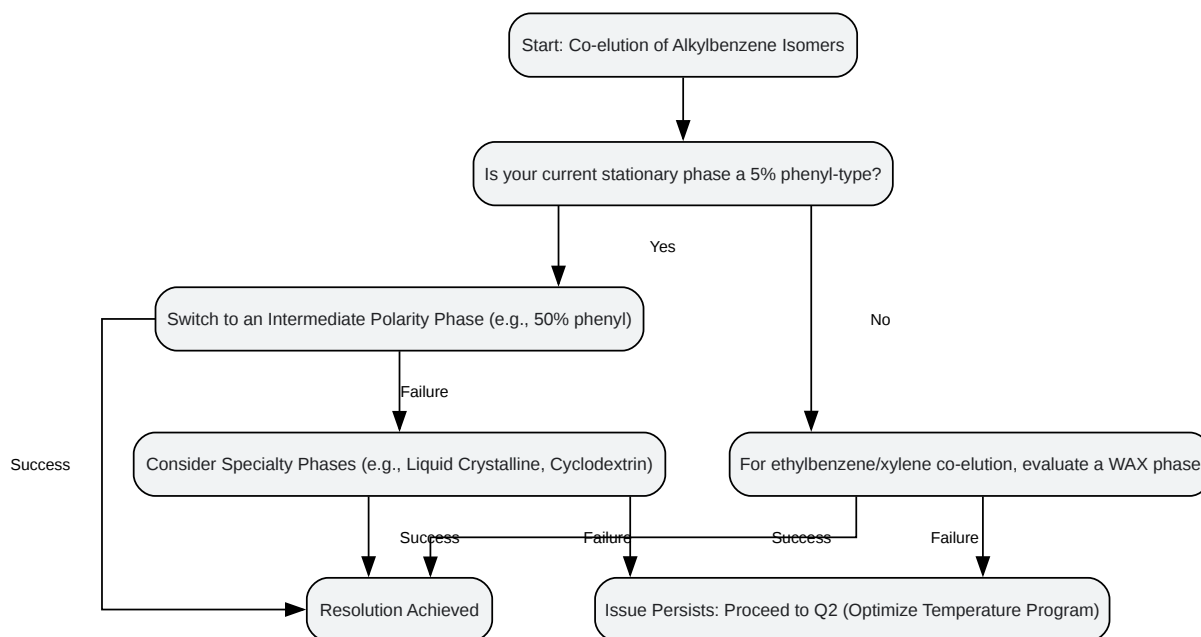 Start: Co-elution of Alkylbenzene Isomers
Is your current stationary phase a 5% phenyl-type?
Yes
Switch to an Intermediate Polarity Phase (e.g., 50% phenyl)
No
Failure
Success
Consider Specialty Phases (e.g., Liquid Crystalline, Cyclodextrin)
For ethylbenzene/xylene co-elution, evaluate a WAX phase
Success
Failure
Success
Failure
Resolution Achieved
Issue Persists: Proceed to Q2 (Optimize Temperature Program)